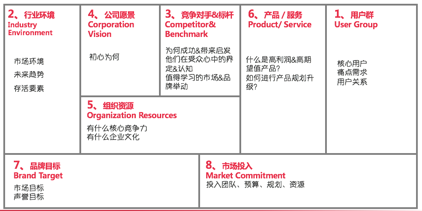 2、行业环境
Industry
Environment
市场环境
未来趋势
存活要素
4、公司愿景
Corporation
Vision
初心为何
3、竞争对手&标杆
Competitor&
Benchmark
为何成功&带来启发
他们在受众心中的界
定&认知
值得学习的市场&品
牌举动
6、产品 / 服务
Product/ Service
什么是高利润&高期
望值产品?
如何进行产品规划升
级?
1、用户群
User Group
核心用户
痛点需求
用户关系
5、组织资源
Organization Resources
有什么核心竞争力
有什么企业文化
7、品牌目标
Brand Target
市场目标
声誉目标
8、市场投入
Market Commitment
投入团队、预算、规划、资源